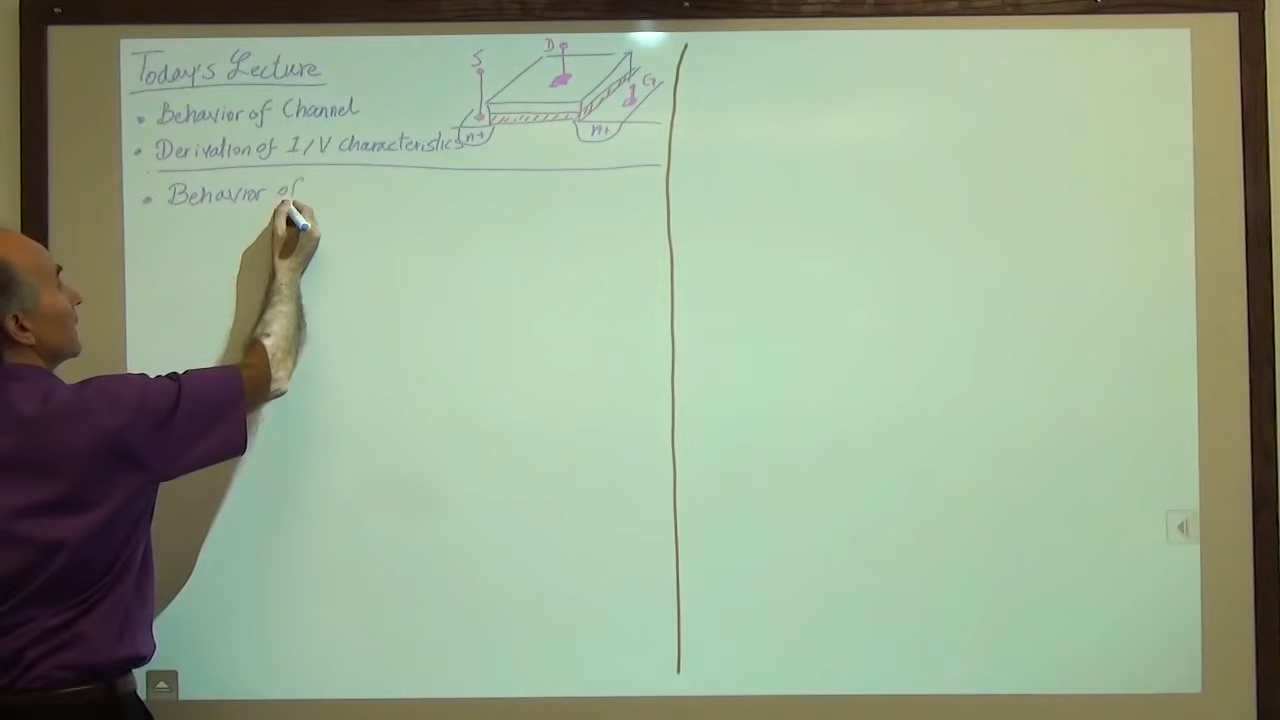 Today's Lecture
• Behavior of Channel
• Derivation of I/V Characteristics
S
D
G
n+
n+
• Behavior of